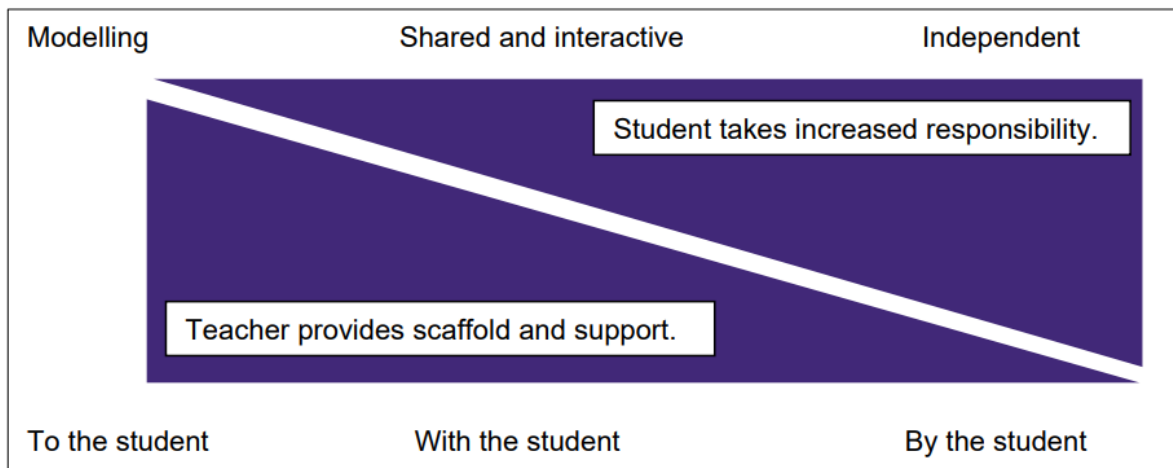 Modelling
Shared and interactive
Independent
Student takes increased responsibility.
Teacher provides scaffold and support.
To the student
With the student
By the student